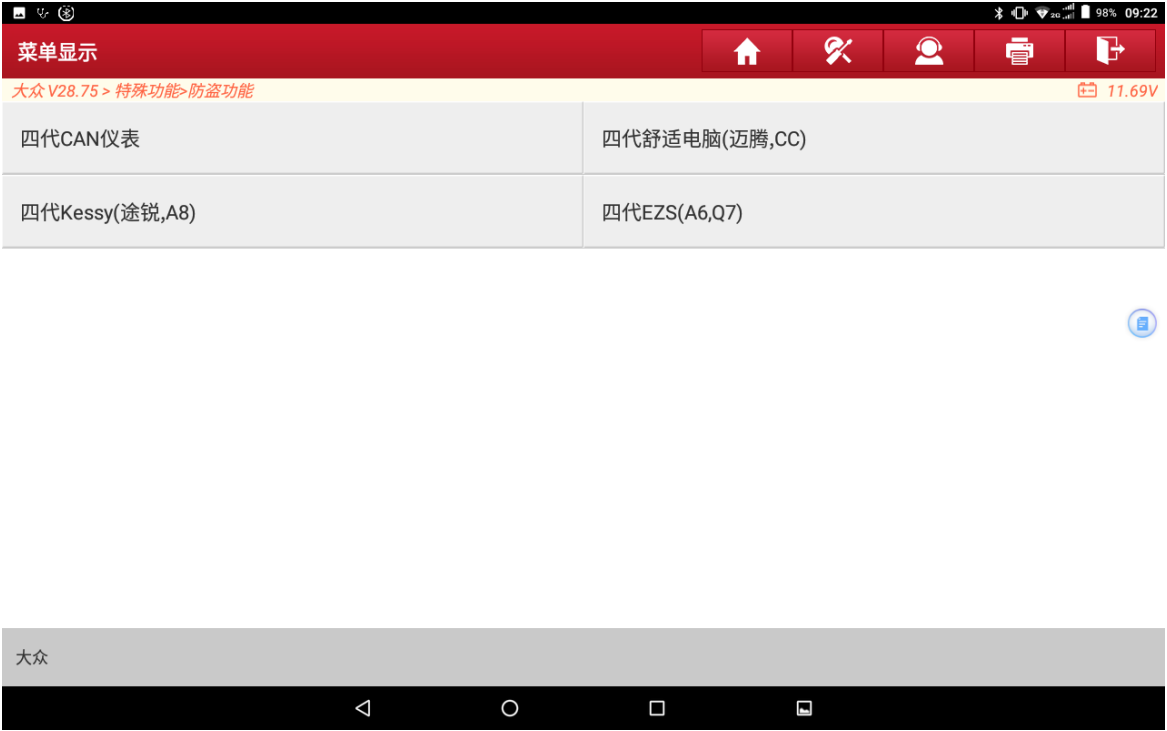 2G 98% 09:22
菜单显示
大众 V28.75 > 特殊功能>防盗功能 11.69V
四代CAN仪表 四代舒适电脑(迈腾,CC)
四代Kessy(途锐,A8) 四代EZS(A6,Q7)
大众